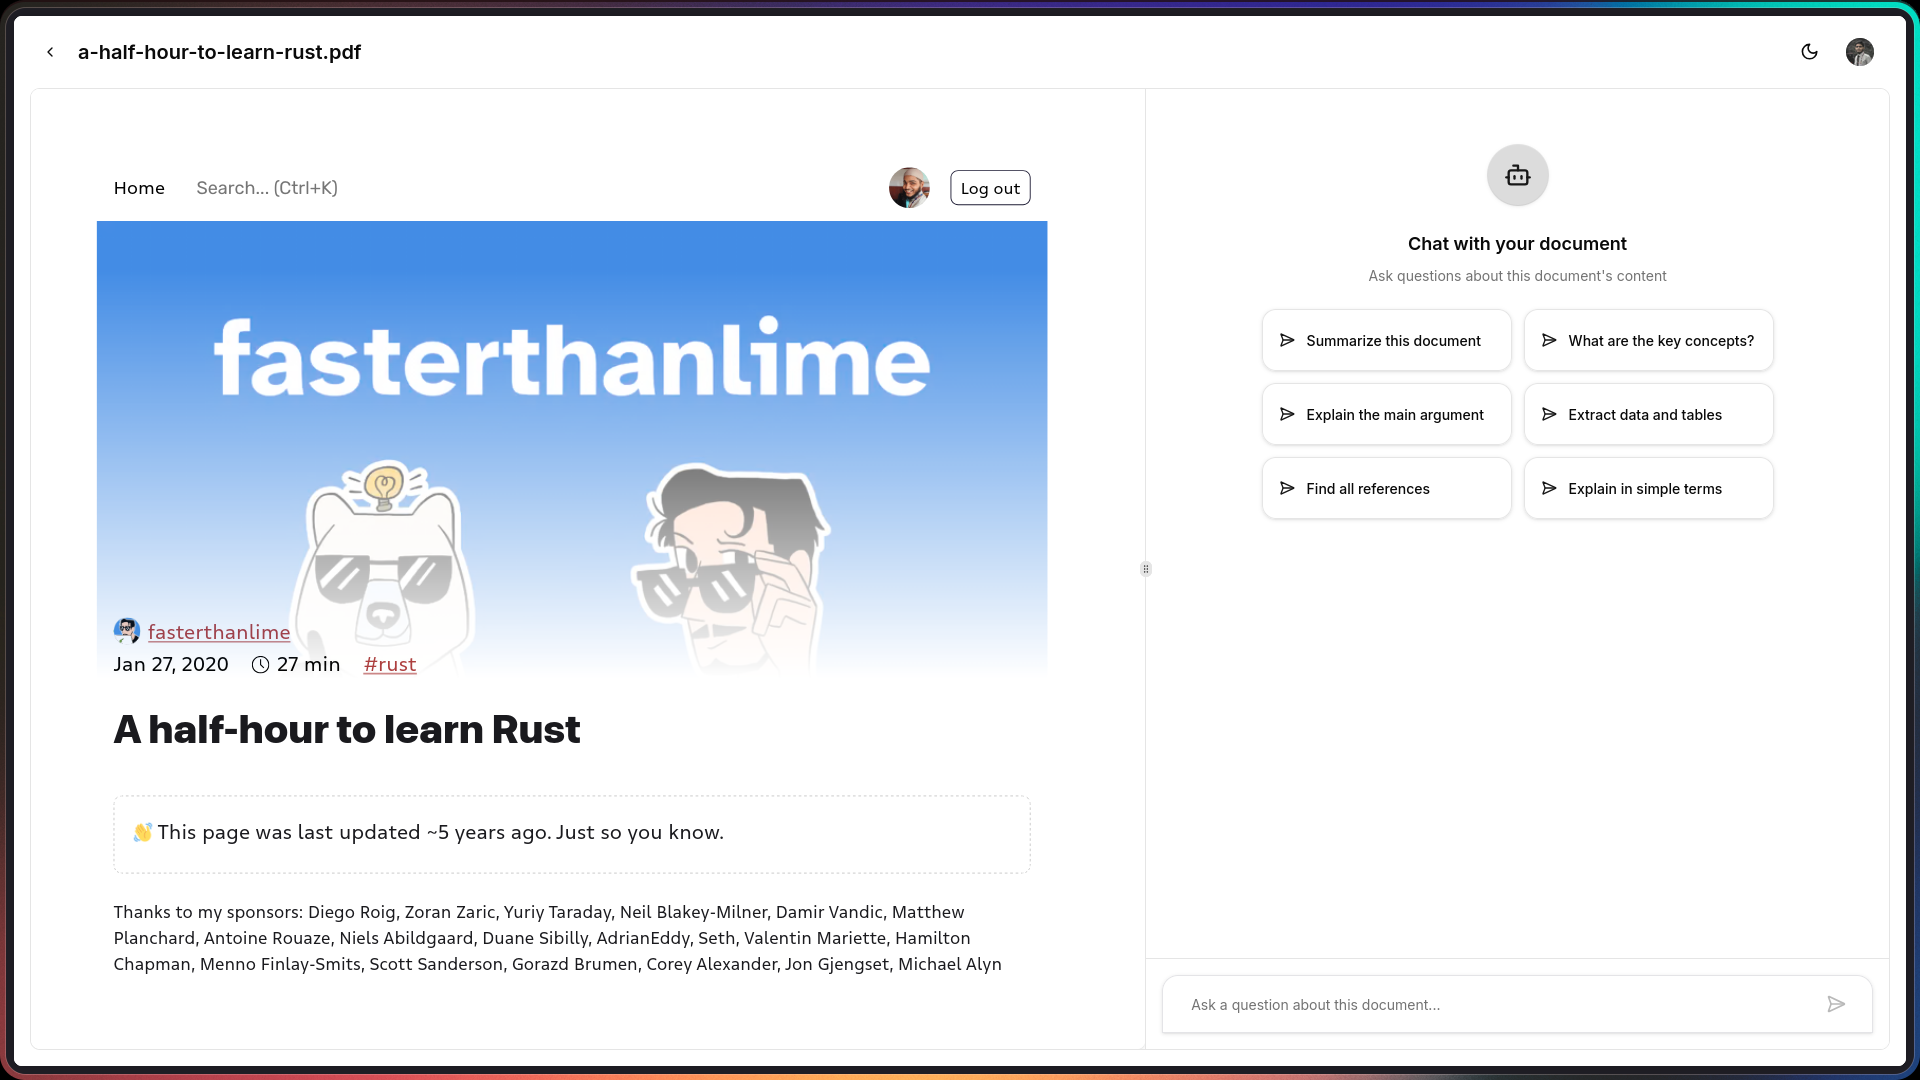 a-half-hour-to-learn-rust.pdf
Home
Search... (Ctrl+K)
Log out
fasterthanlime
fasterthanlime
Jan 27, 2020
27 min
#rust
A half-hour to learn Rust
👋 This page was last updated ~5 years ago. Just so you know.
Thanks to my sponsors: Diego Roig, Zoran Zaric, Yuriy Taraday, Neil Blakey-Milner, Damir Vandic, Matthew
Planchard, Antoine Rouaze, Niels Abildgaard, Duane Sibilly, AdrianEddy, Seth, Valentin Mariette, Hamilton
Chapman, Menno Finlay-Smits, Scott Sanderson, Gorazd Brumen, Corey Alexander, Jon Gjengset, Michael Alyn
Chat with your document
Ask questions about this document's content
Summarize this document
What are the key concepts?
Explain the main argument
Extract data and tables
Find all references
Explain in simple terms
Ask a question about this document...